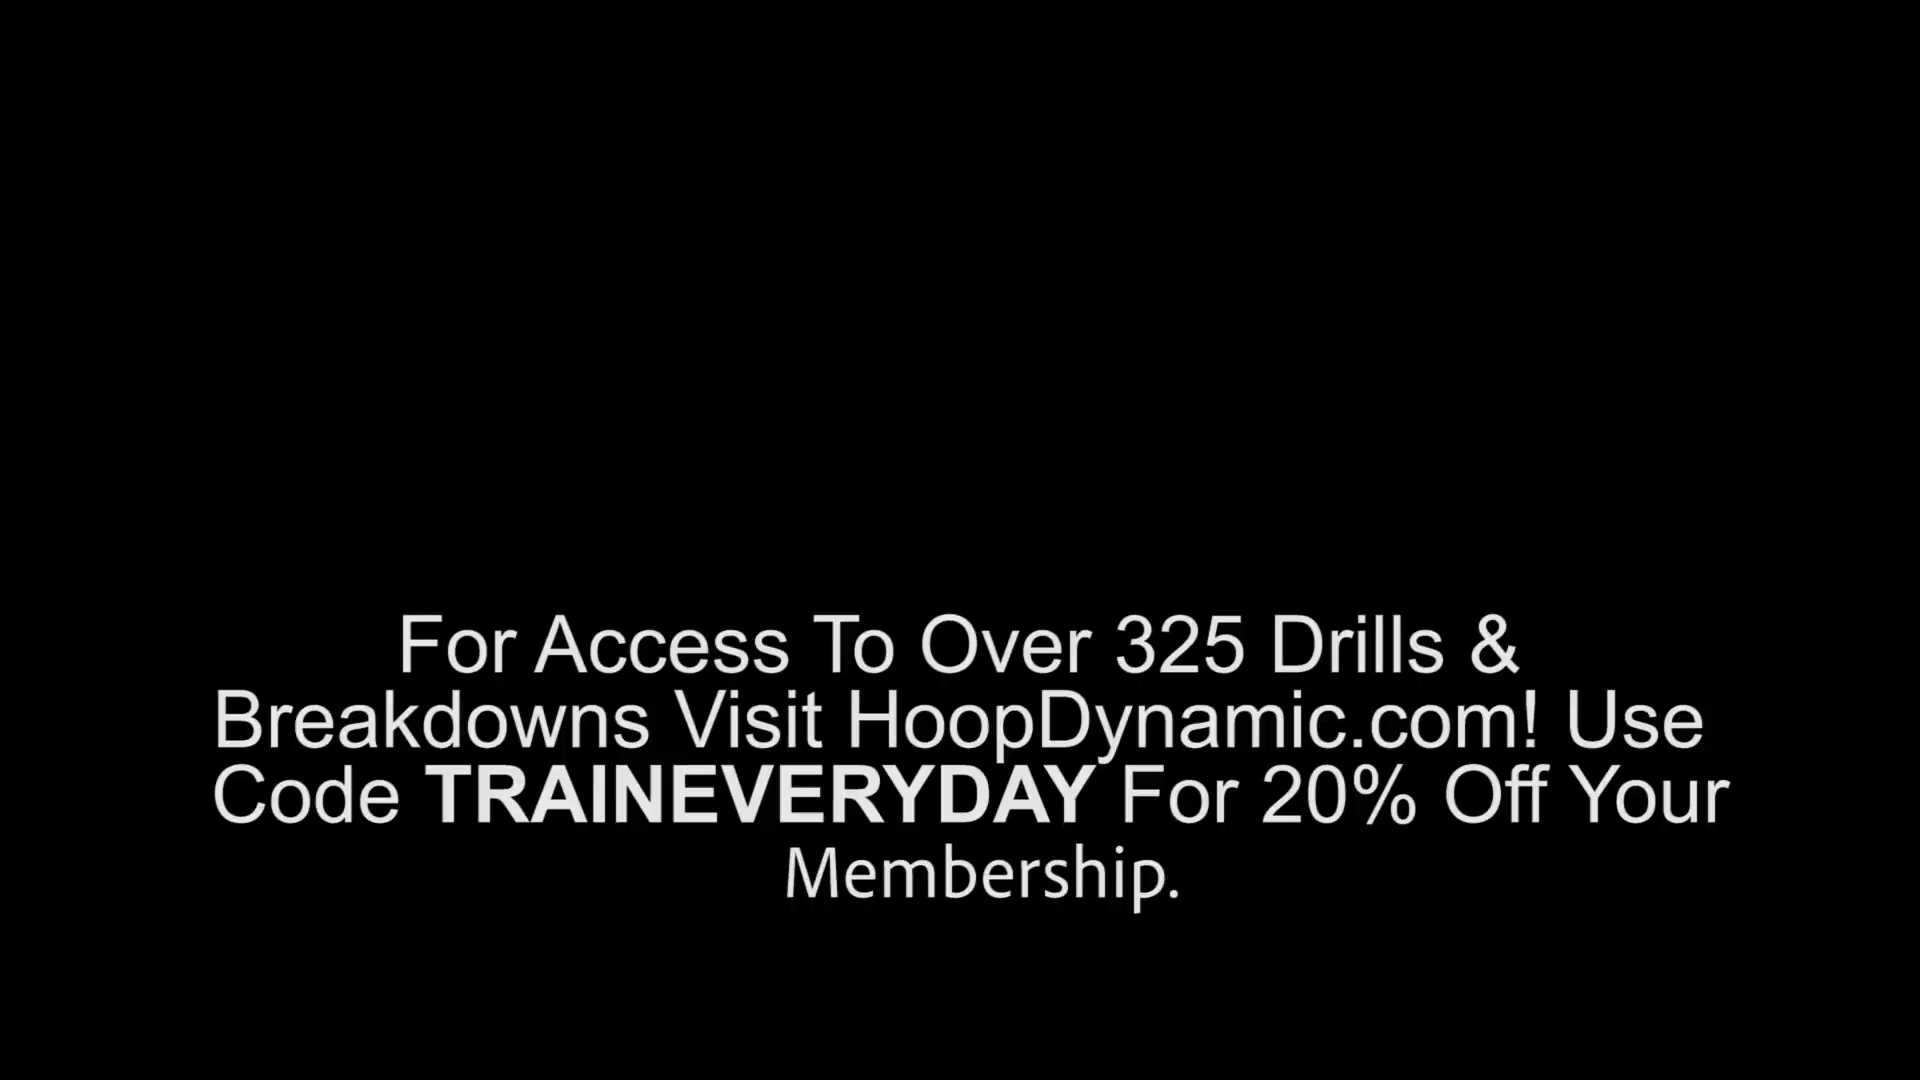 For Access To Over 325 Drills &
Breakdowns Visit HoopDynamic.com! Use
Code TRAINEVERYDAY For 20% Off Your
Membership.